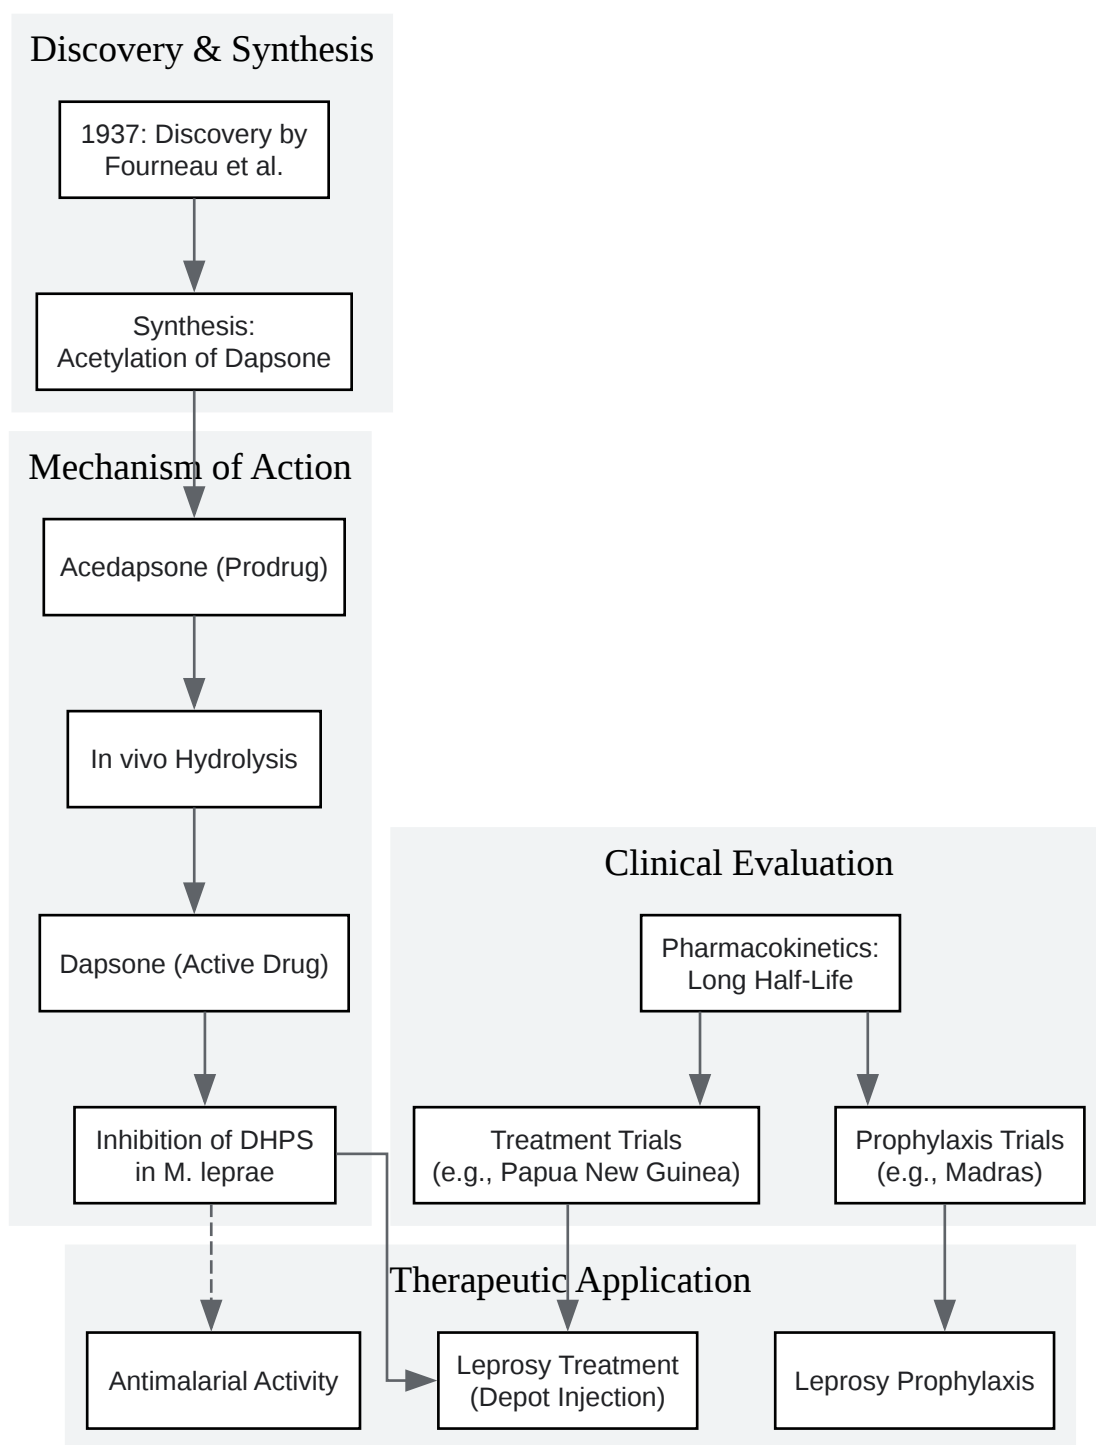 Discovery & Synthesis
1937: Discovery by
Fourneau et al.
Synthesis:
Acetylation of Dapsone
Mechanism of Action
Acedapsone (Prodrug)
In vivo Hydrolysis
Dapsone (Active Drug)
Inhibition of DHPS
in M. leprae
Clinical Evaluation
Pharmacokinetics:
Long Half-Life
Treatment Trials
(e.g., Papua New Guinea)
Prophylaxis Trials
(e.g., Madras)
Therapeutic Application
Antimalarial Activity
Leprosy Treatment
(Depot Injection)
Leprosy Prophylaxis